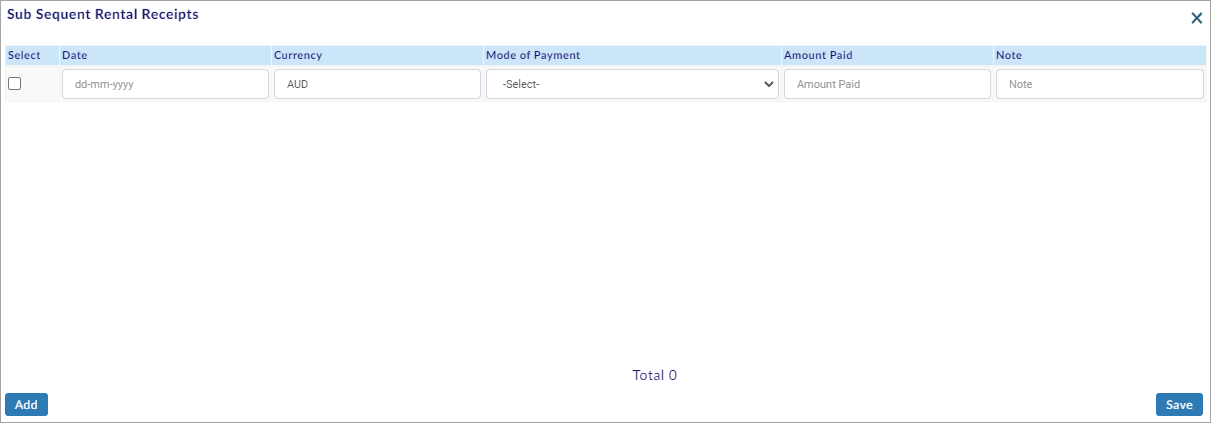 Sub Sequent Rental Receipts
Select Date Currency Mode of Payment Amount Paid Note
dd-mm-yyyy AUD -Select- Amount Paid Note
Total 0
Add Save